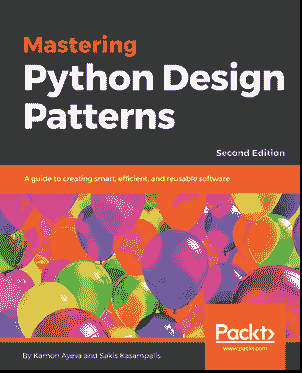 Mastering
Python Design
Patterns
Second Edition
A guide to creating smart, efficient, and reusable software
Packt>
www.packt.com
By Kamon Ayeva and Sakis Kasampalis